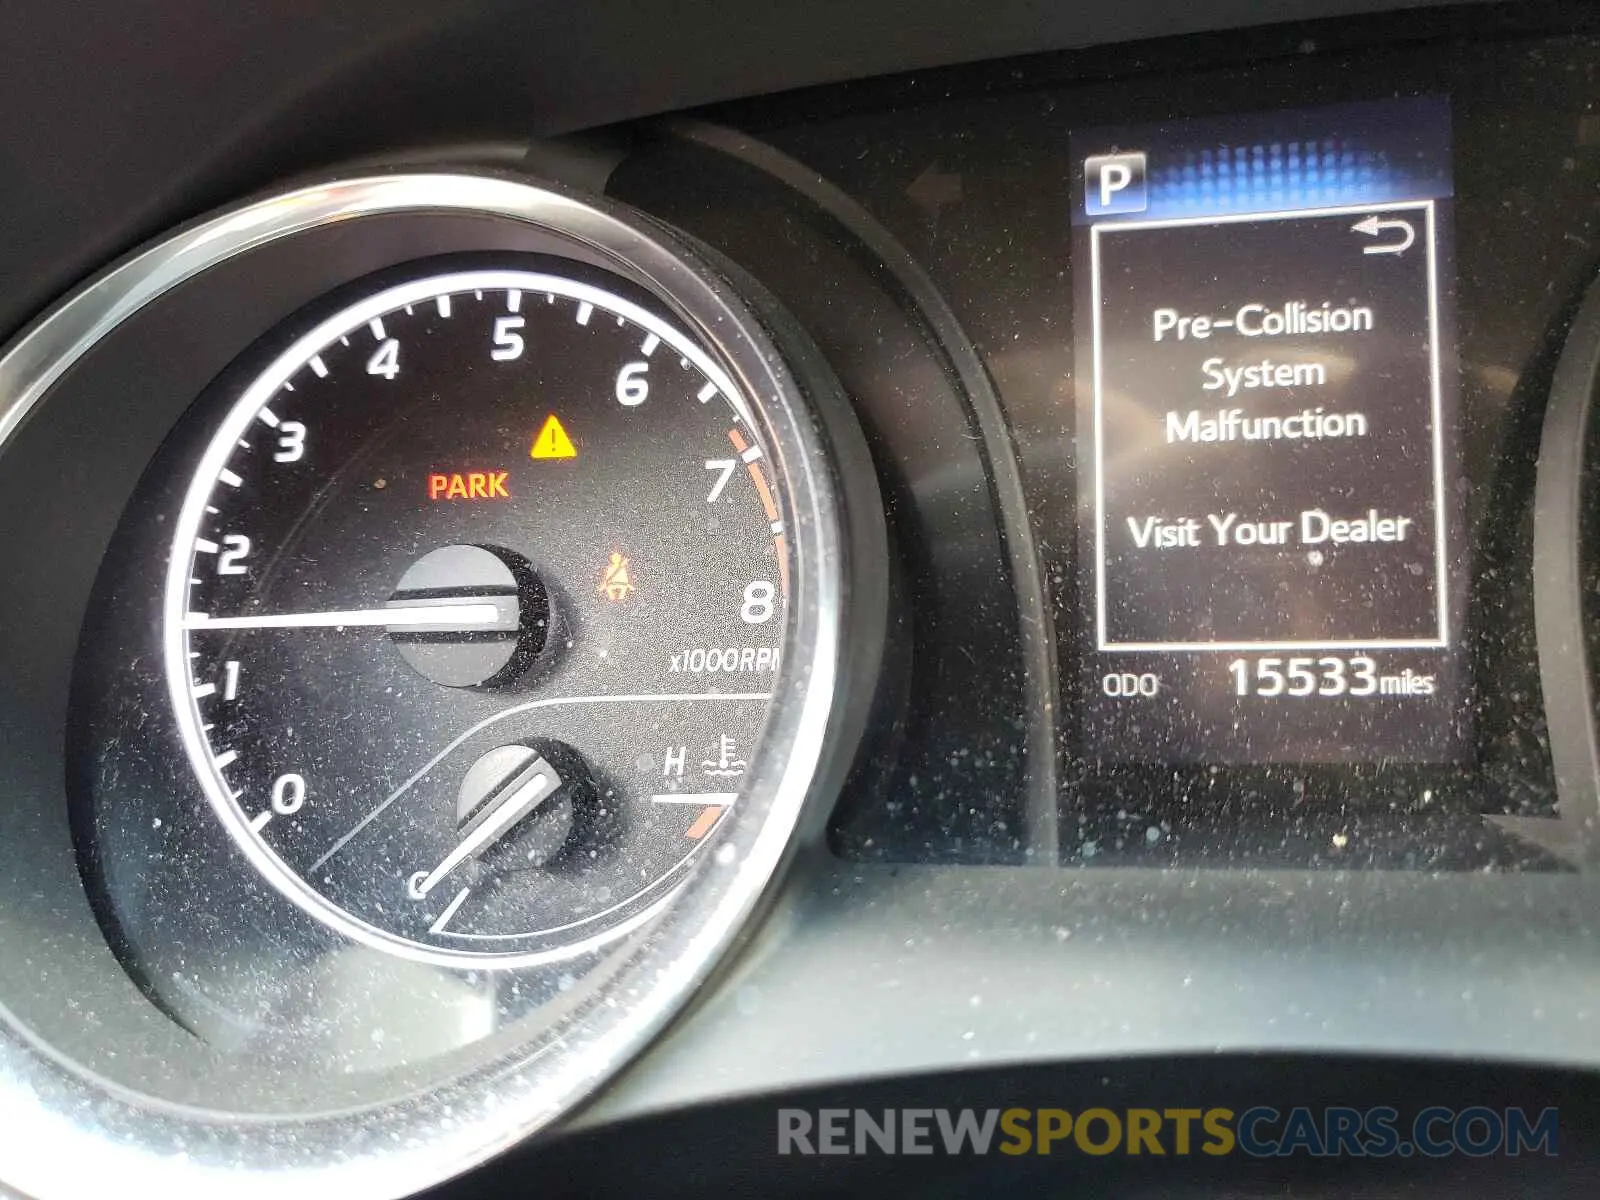 0
1
2
3
4
5
6
7
8
x1000RPM
PARK
H
C
P
Pre-Collision
System
Malfunction
Visit Your Dealer
ODO 15533 miles
RENEWSPORTSCARS.COM